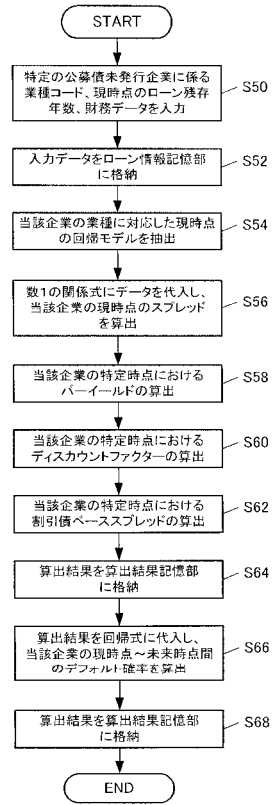 START
特定の公募債未発行企業に係る
業種コード、現時点のローン残存
年数、財務データを入力
S50
入力データをローン情報記憶部
に格納
S52
当該企業の業種に対応した現時点
の回帰モデルを抽出
S54
数1の関係式にデータを代入し、
当該企業の現時点のスプレッド
を算出
S56
当該企業の特定時点における
パーイールドの算出
S58
当該企業の特定時点における
ディスカウントファクターの算出
S60
当該企業の特定時点における
割引債ベーススプレッドの算出
S62
算出結果を算出結果記憶部
に格納
S64
算出結果を回帰式に代入し、
当該企業の現時点～未来時点間
のデフォルト確率を算出
S66
算出結果を算出結果記憶部
に格納
S68
END